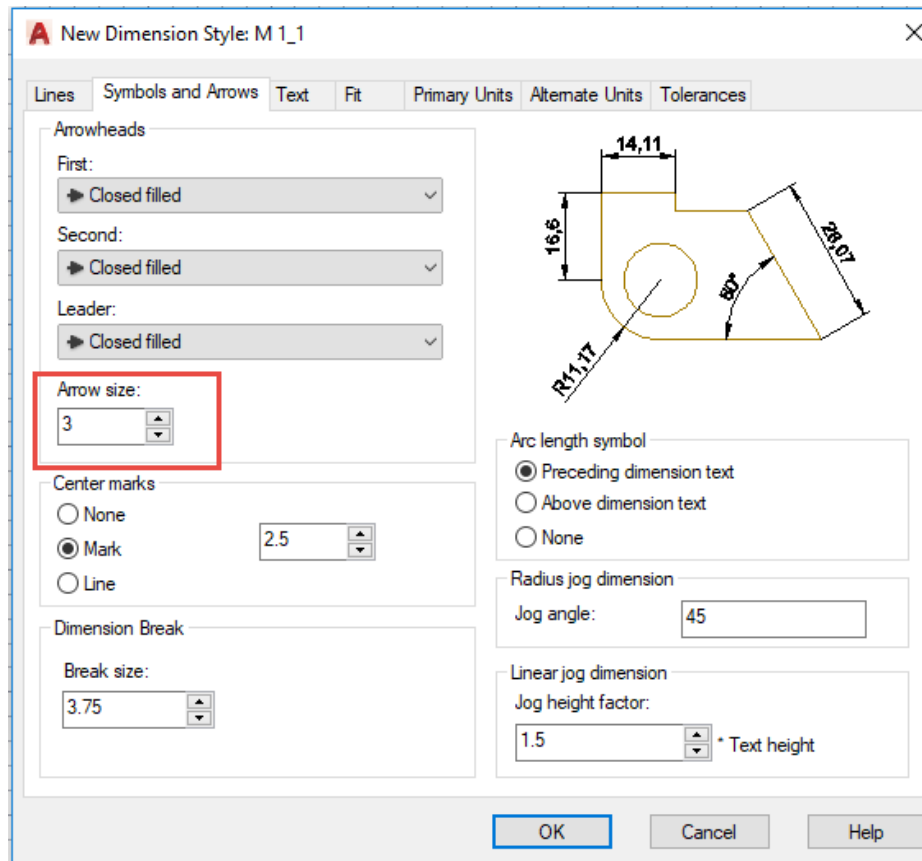 New Dimension Style: M 1_1
Lines Symbols and Arrows Text Fit Primary Units Alternate Units Tolerances
Arrowheads
First:
Closed filled
Second:
Closed filled
Leader:
Closed filled
Arrow size:
3
Center marks
None
Mark
2.5
Line
Dimension Break
Break size:
3.75
14,11
16,6
28,07
60°
R11,17
Arc length symbol
Preceding dimension text
Above dimension text
None
Radius jog dimension
Jog angle:
45
Linear jog dimension
Jog height factor:
1.5 * Text height
OK Cancel Help